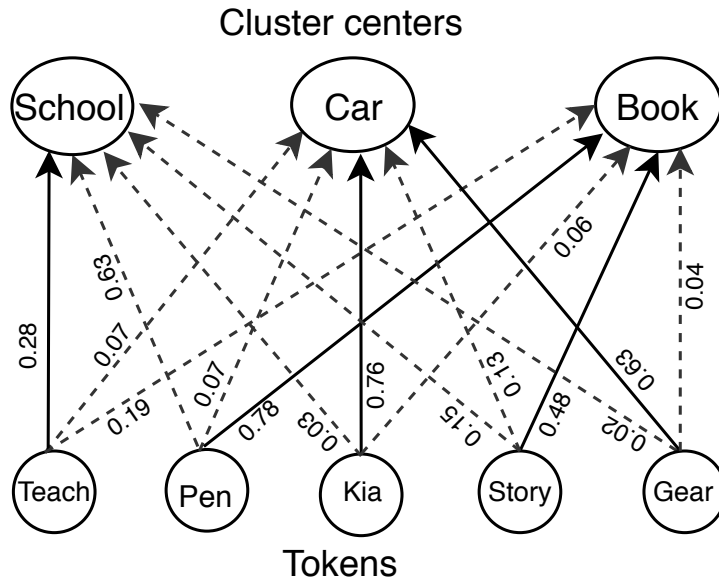 Cluster centers
School
Car
Book
0.63
0.06
0.04
0.28
0.07
0.07
0.76
0.13
0.63
0.19
0.78
0.03
0.15
0.48
0.02
Teach
Pen
Kia
Story
Gear
Tokens